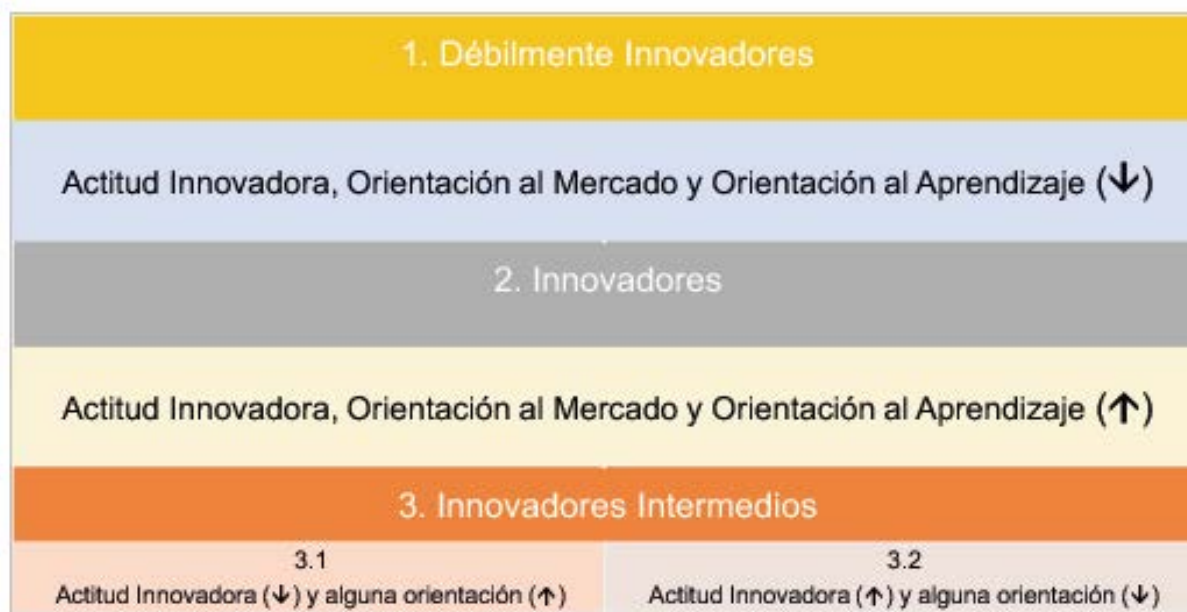 1. Débilmente Innovadores
Actitud Innovadora, Orientación al Mercado y Orientación al Aprendizaje (↓)
2. Innovadores
Actitud Innovadora, Orientación al Mercado y Orientación al Aprendizaje (↑)
3. Innovadores Intermedios
3.1
Actitud Innovadora (↓) y alguna orientación (↑)
3.2
Actitud Innovadora (↑) y alguna orientación (↓)